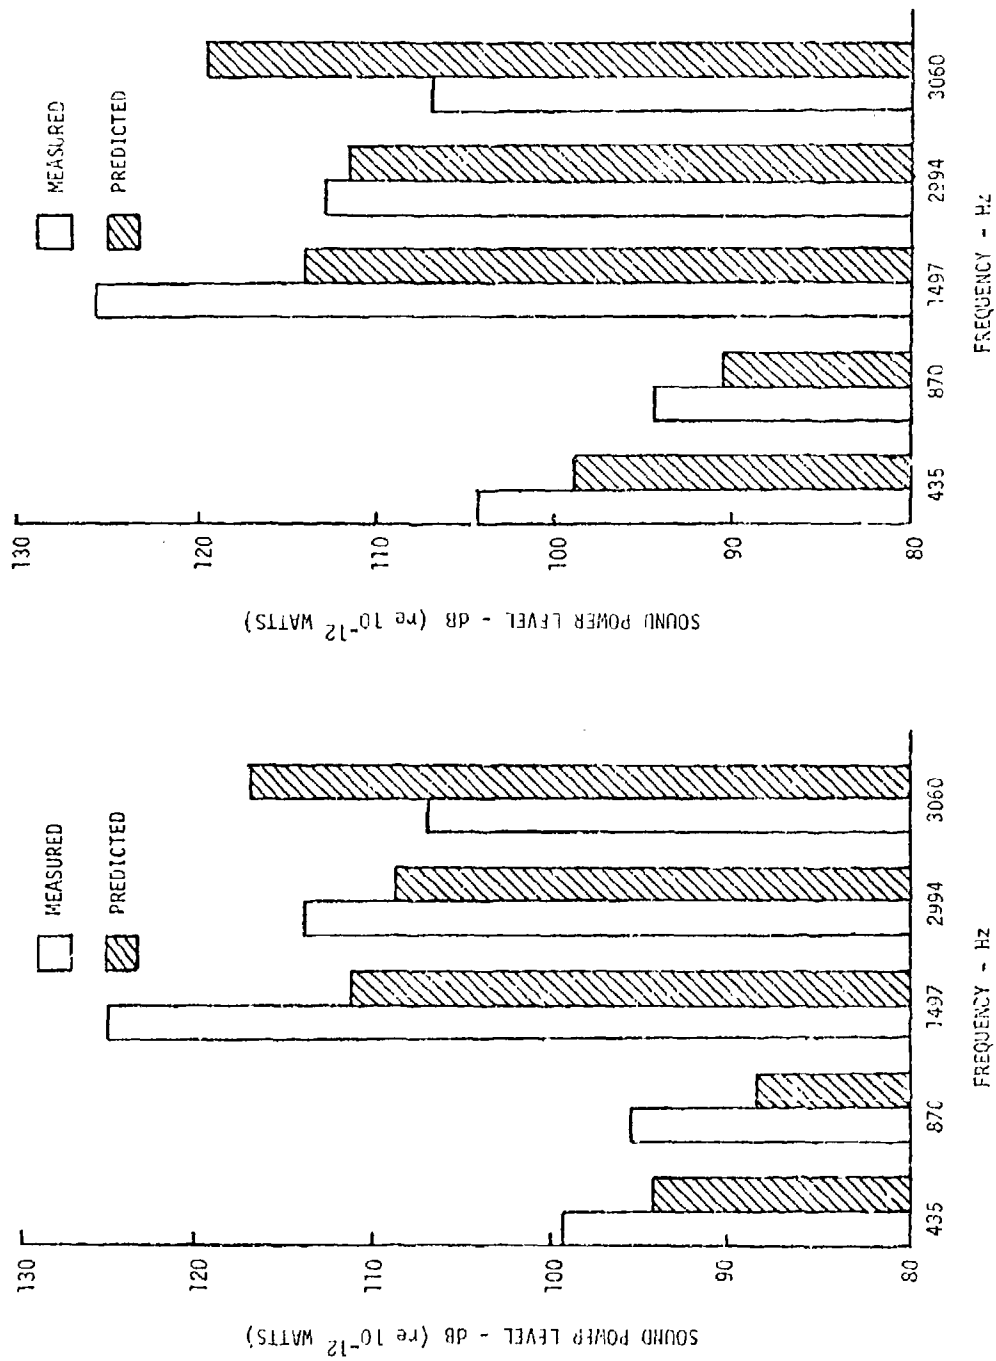 MEASURED
PREDICTED
130
120
110
100
90
80
SOUND POWER LEVEL - dB (re 10⁻¹² WATTS)
435
870
1497
2994
3060
FREQUENCY - Hz
MEASURED
PREDICTED
130
120
110
100
90
80
SOUND POWER LEVEL - dB (re 10⁻¹² WATTS)
435
870
1497
2994
3060
FREQUENCY - Hz